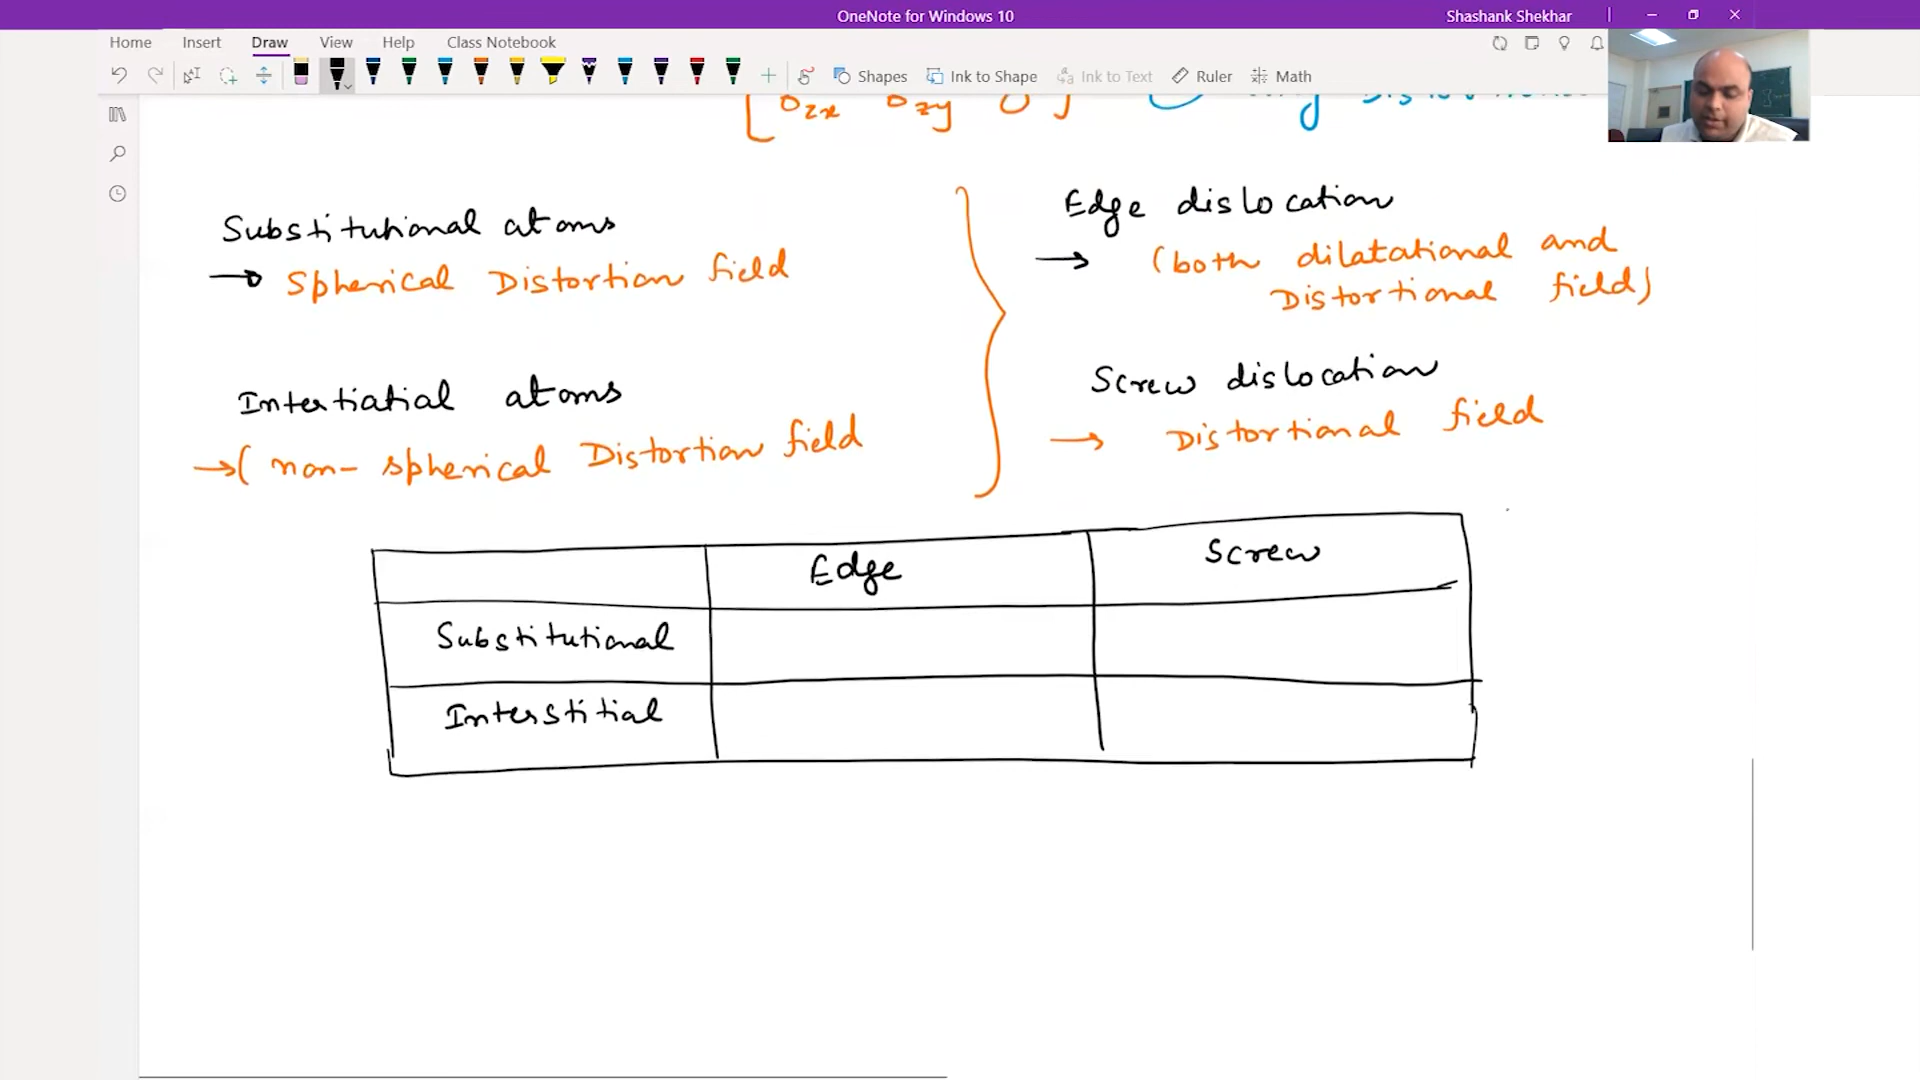 OneNote for Windows 10
Shashank Shekhar
Home Insert Draw View Help Class Notebook
Shapes Ink to Shape Ink to Text Ruler Math
Substitutional atoms
→ Spherical Distortion field
Intertiatial atoms
→( non- spherical Distortion field
Edge dislocation
→ (both dilatational and
Distortional field)
Screw dislocation
→ Distortional field
Edge Screw
Substitutional
Interstitial